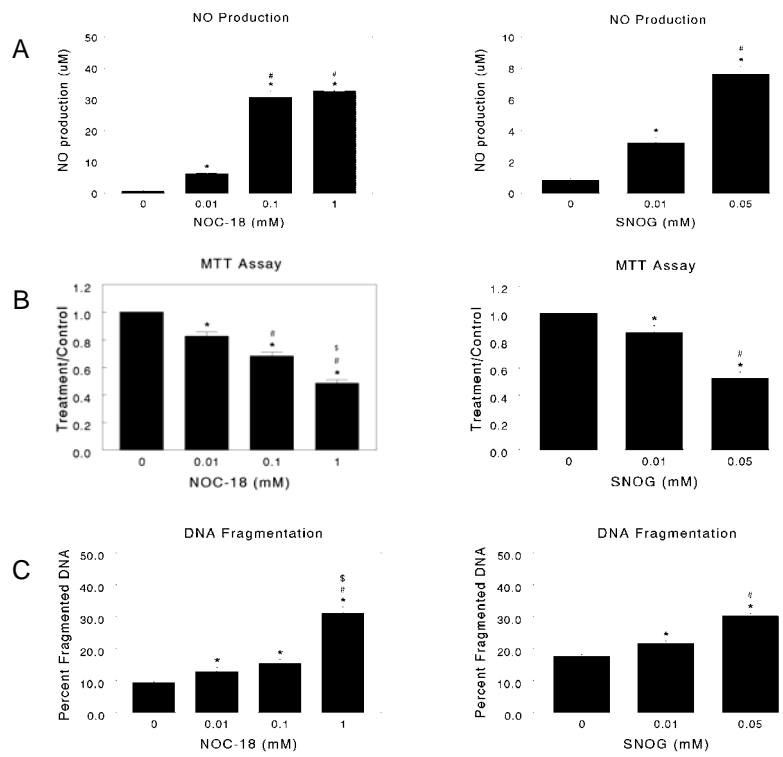 A
NO Production
NO production (uM)
50
40
30
20
10
0
*
#
*
#
*
0 0.01 0.1 1
NOC-18 (mM)
NO Production
NO production (uM)
10
8
6
4
2
0
*
#
*
0 0.01 0.05
SNOG (mM)
B
MTT Assay
Treatment/Control
1.2
1.0
0.8
0.6
0.4
0.2
0.0
*
#
*
$
#
*
0 0.01 0.1 1
NOC-18 (mM)
MTT Assay
Treatment/Control
1.2
1.0
0.8
0.6
0.4
0.2
0.0
*
#
*
0 0.01 0.05
SNOG (mM)
C
DNA Fragmentation
Percent Fragmented DNA
50.0
40.0
30.0
20.0
10.0
0.0
*
*
$
#
*
0 0.01 0.1 1
NOC-18 (mM)
DNA Fragmentation
Percent Fragmented DNA
50.0
40.0
30.0
20.0
10.0
0.0
*
#
*
0 0.01 0.05
SNOG (mM)